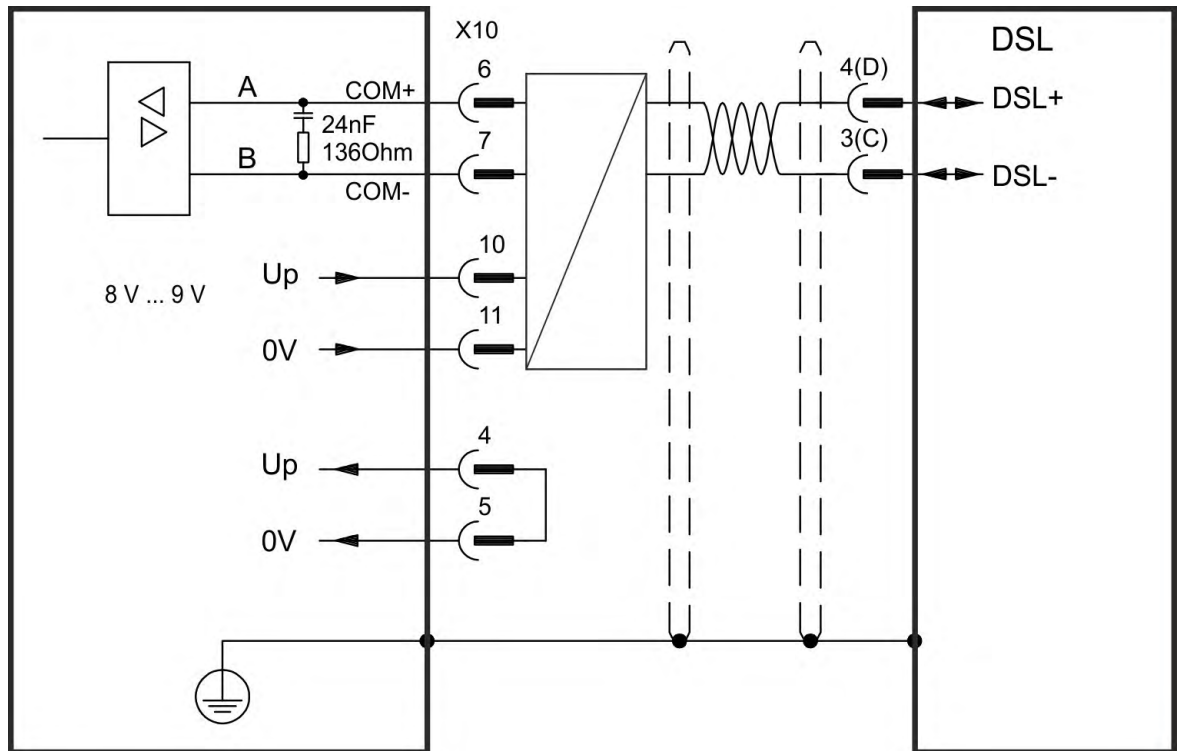 X10
DSL
A
COM+
6
4(D)
DSL+
24nF
136Ohm
B
COM-
7
3(C)
DSL-
Up
10
8 V ... 9 V
0V
11
Up
4
0V
5